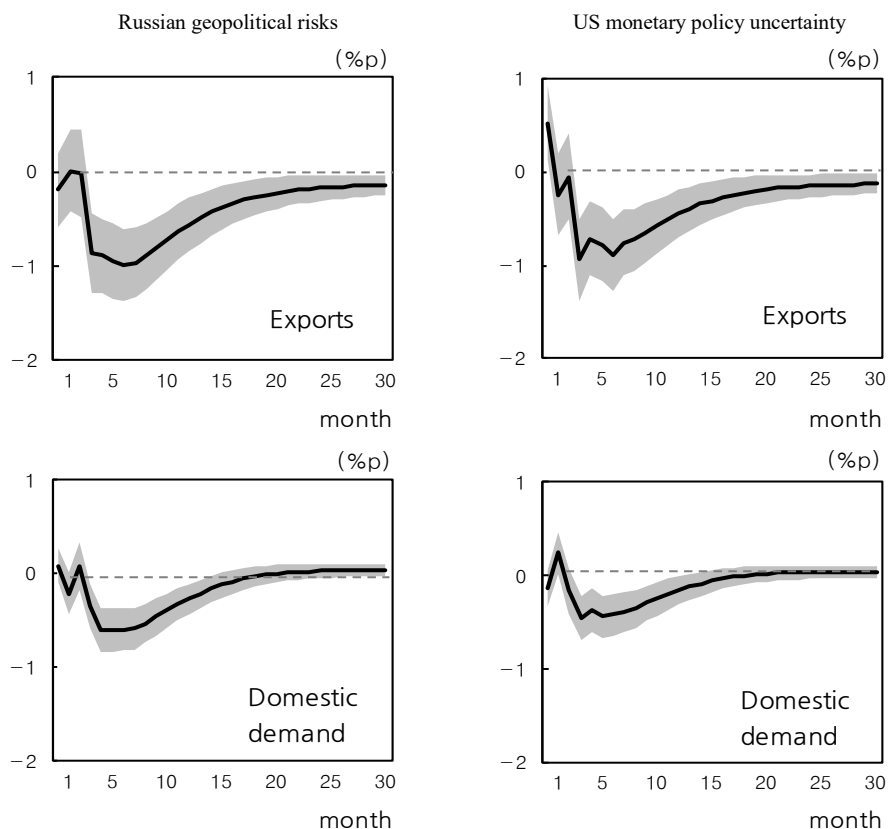 Russian geopolitical risks
US monetary policy uncertainty
(%p)
1
0
−1
−2
Exports
1 5 10 15 20 25 30
month
(%p)
1
0
−1
−2
Exports
1 5 10 15 20 25 30
month
(%p)
1
0
−1
−2
Domestic
demand
1 5 10 15 20 25 30
month
(%p)
1
0
−1
−2
Domestic
demand
1 5 10 15 20 25 30
month